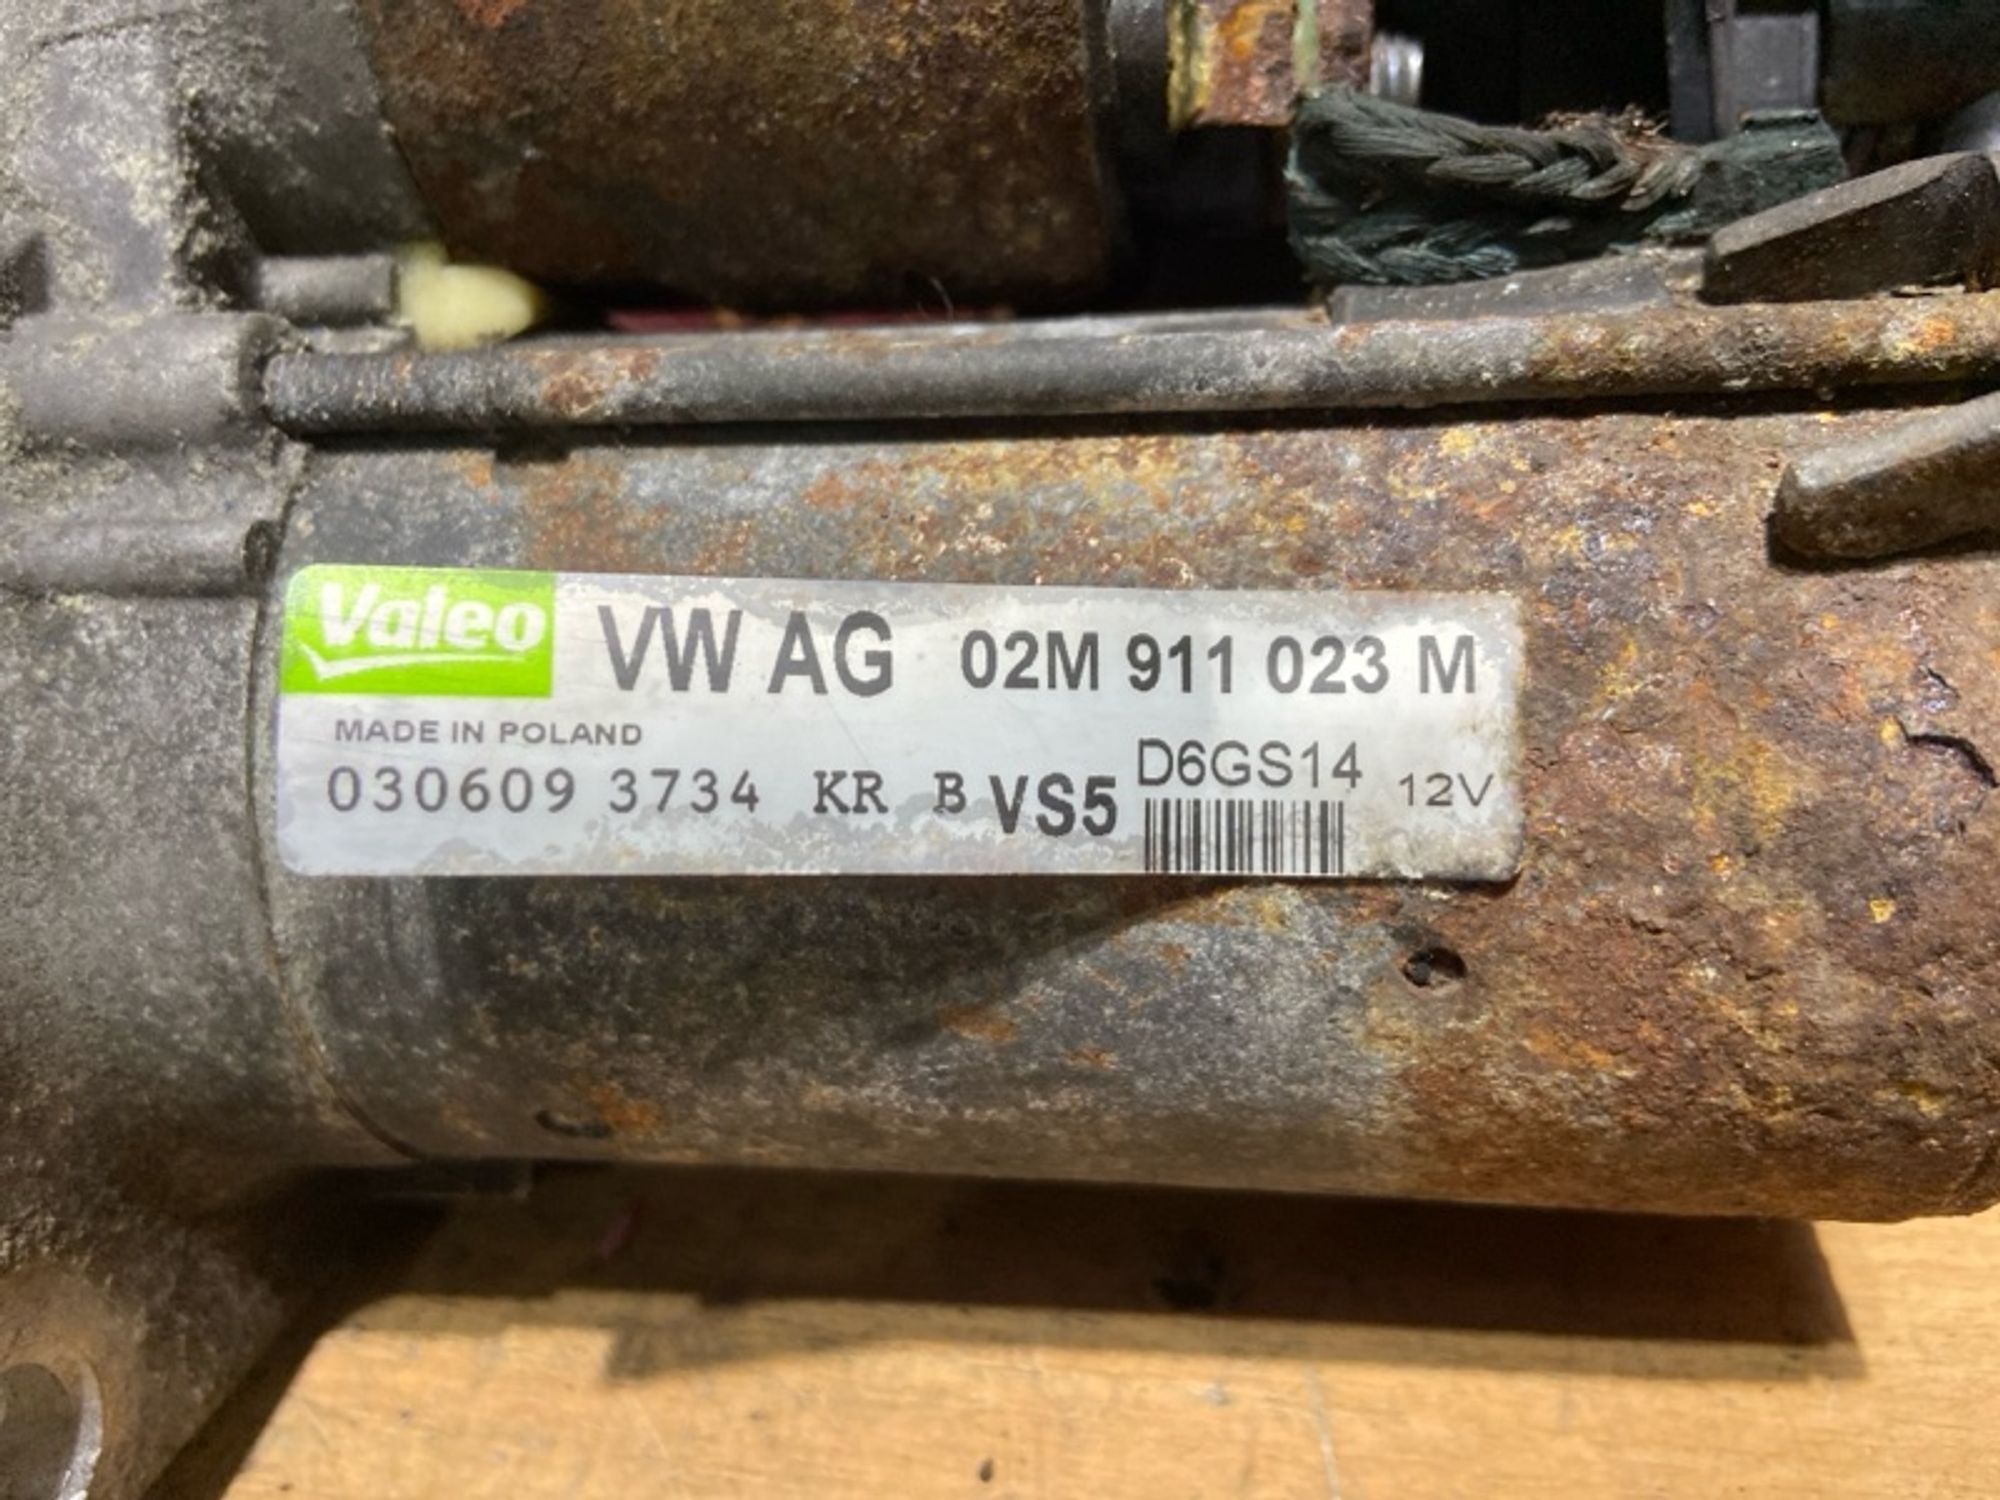 Valeo VW AG 02M 911 023 M
MADE IN POLAND
030609 3734 KR B VS5 D6GS14 12V